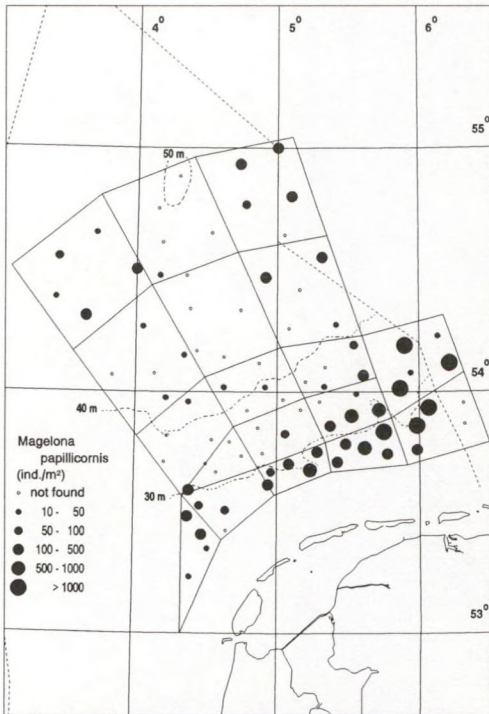 4°
5°
6°
55°
50 m
54°
40 m
Magelona
papillicornis
(ind./m²)
30 m
not found
10 - 50
50 - 100
100 - 500
500 - 1000
> 1000
53°